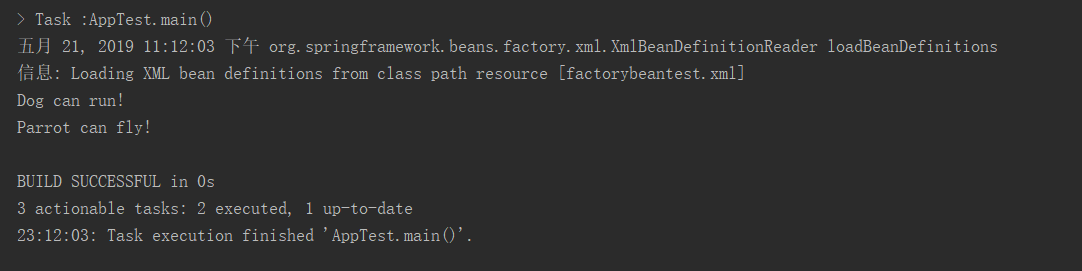 > Task :AppTest.main()
五月 21, 2019 11:12:03 下午 org.springframework.beans.factory.xml.XmlBeanDefinitionReader loadBeanDefinitions
信息: Loading XML bean definitions from class path resource [factorybeantest.xml]
Dog can run!
Parrot can fly!
BUILD SUCCESSFUL in 0s
3 actionable tasks: 2 executed, 1 up-to-date
23:12:03: Task execution finished 'AppTest.main()'.